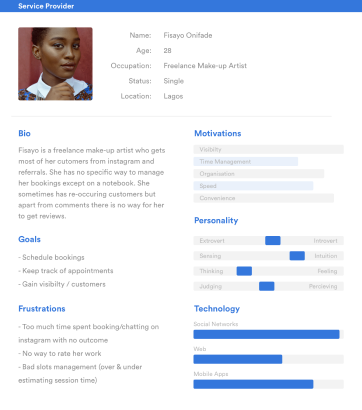 Service Provider
Name: Fisayo Onifade
Age: 28
Occupation: Freelance Make-up Artist
Status: Single
Location: Lagos
Bio
Fisayo is a freelance make-up artist who gets
most of her cutomers from instagram and
referrals. She has no specific way to manage
her bookings except on a notebook. She
sometimes has re-occuring customers but
apart from comments there is no way for her
to get reviews.
Goals
- Schedule bookings
- Keep track of appointments
- Gain visibilty / customers
Frustrations
- Too much time spent booking/chatting on
instagram with no outcome
- No way to rate her work
- Bad slots management (over & under
estimating session time)
Motivations
Visibilty
Time Management
Organisation
Speed
Convenience
Personality
Extrovert Introvert
Sensing Intuition
Thinking Feeling
Judging Percieving
Technology
Social Networks
Web
Mobile Apps